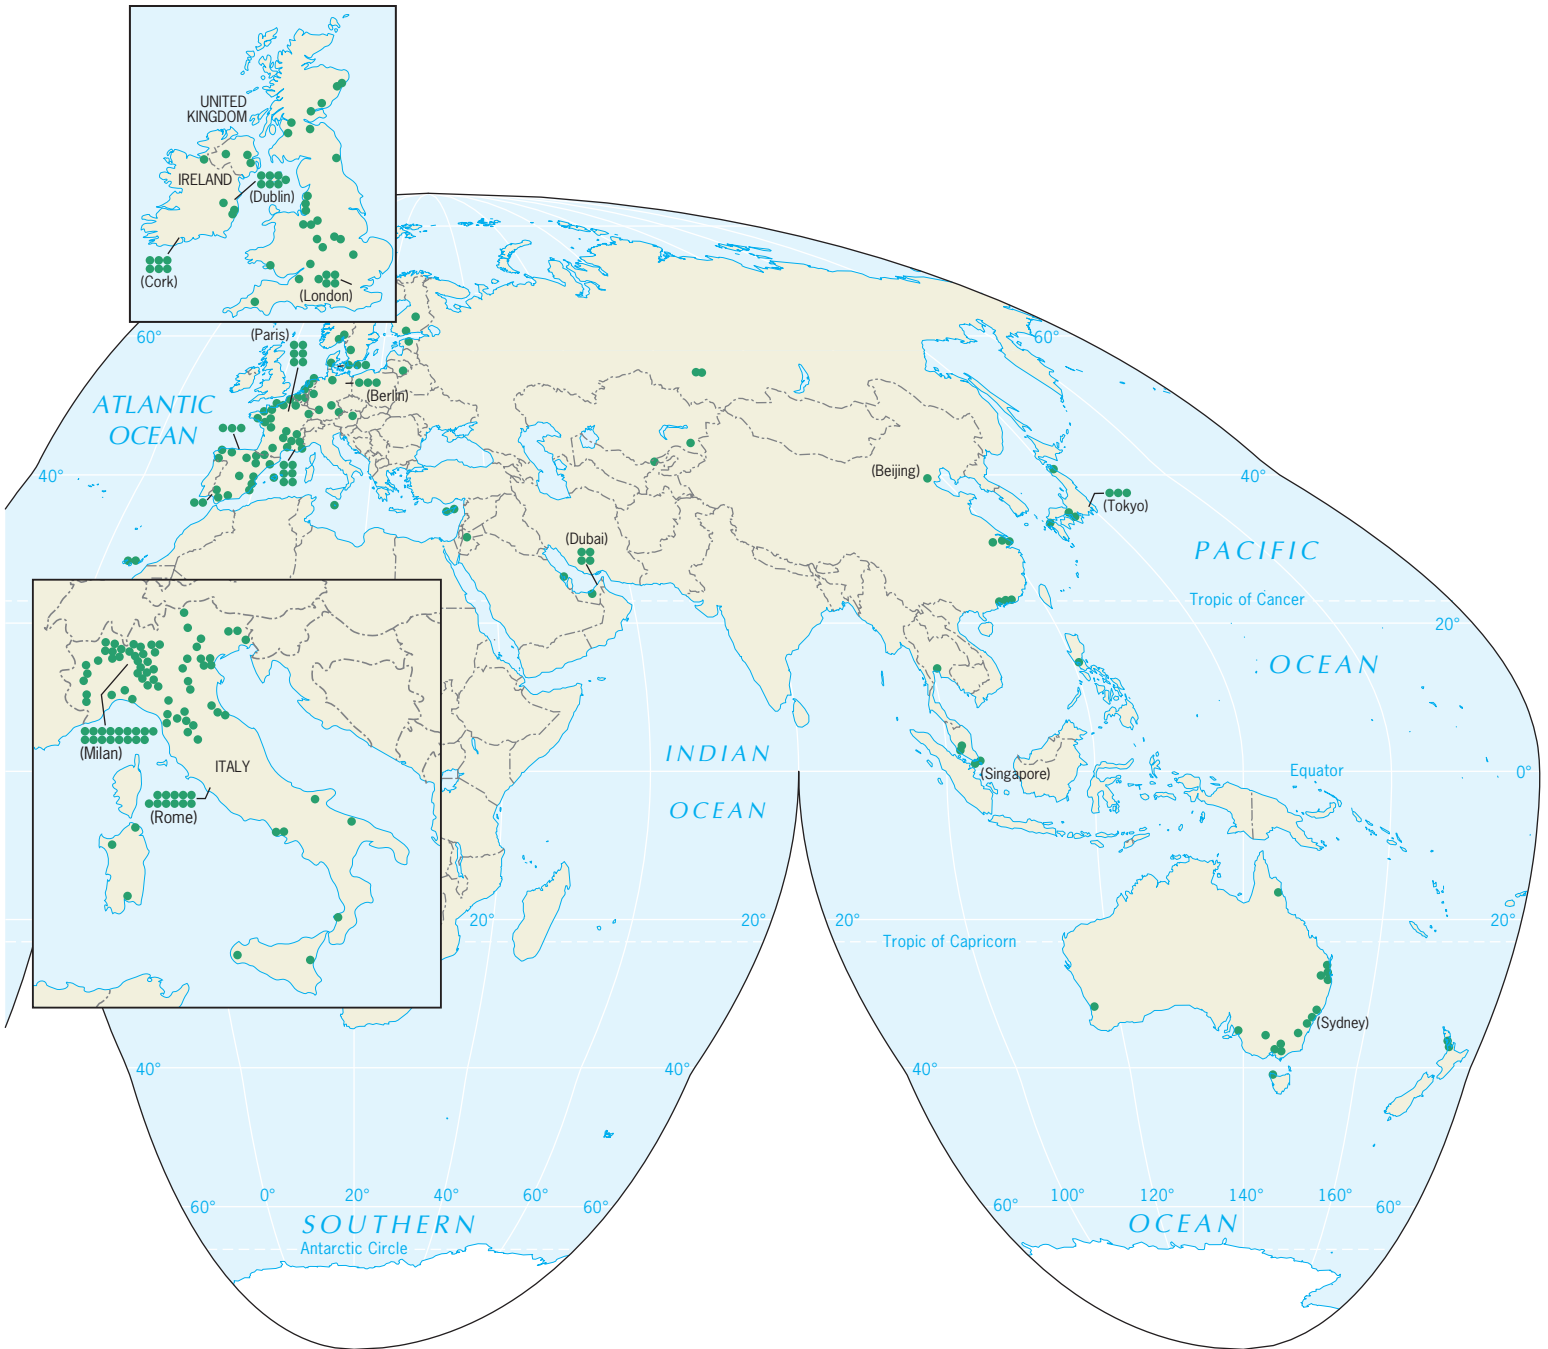 UNITED
KINGDOM
IRELAND
(Dublin)
(Cork)
(London)
(Paris)
60°
60°
(Berlin)
ATLANTIC
OCEAN
40°
(Beijing)
40°
(Tokyo)
(Dubai)
PACIFIC
Tropic of Cancer
20°
OCEAN
(Milan)
INDIAN
ITALY
(Singapore)
Equator
0°
OCEAN
(Rome)
20°
20°
20°
20°
Tropic of Capricorn
(Sydney)
40°
40°
40°
60°
0°
20°
40°
60°
60°
60°
100°
120°
140°
160°
60°
SOUTHERN
OCEAN
Antarctic Circle